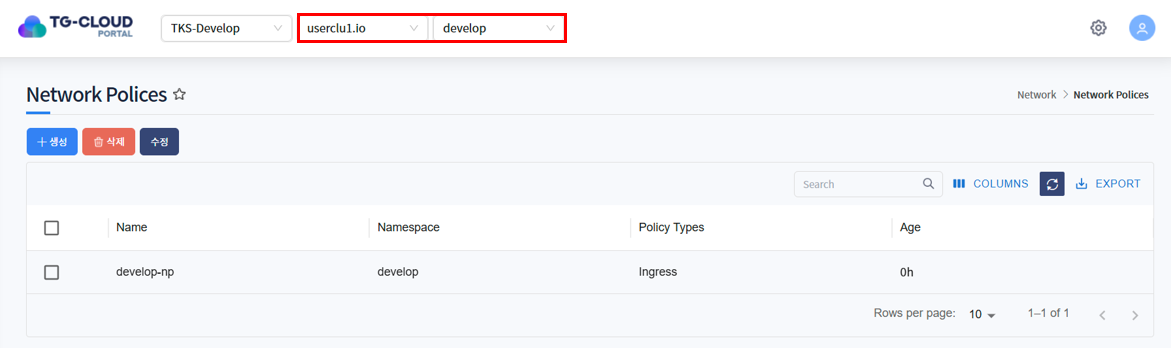 TG-CLOUD
PORTAL
TKS-Develop
userclu1.io
develop
Network Polices
Network > Network Polices
+ 생성
삭제
수정
Search
COLUMNS
EXPORT
Name Namespace Policy Types Age
develop-np develop Ingress 0h
Rows per page: 10 1–1 of 1